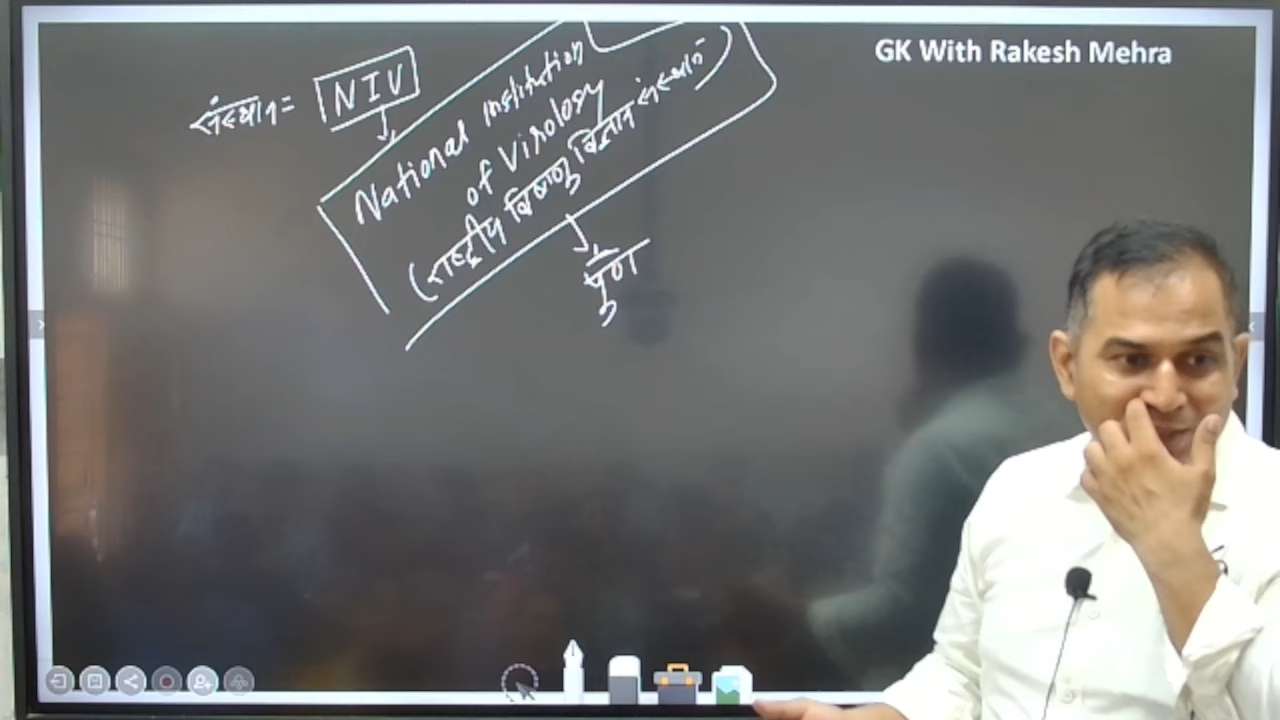 GK With Rakesh Mehra
संस्थान = NIV
National Institution
of Virology
(राष्ट्रीय विषाणु विज्ञान संस्थान)
पुणे